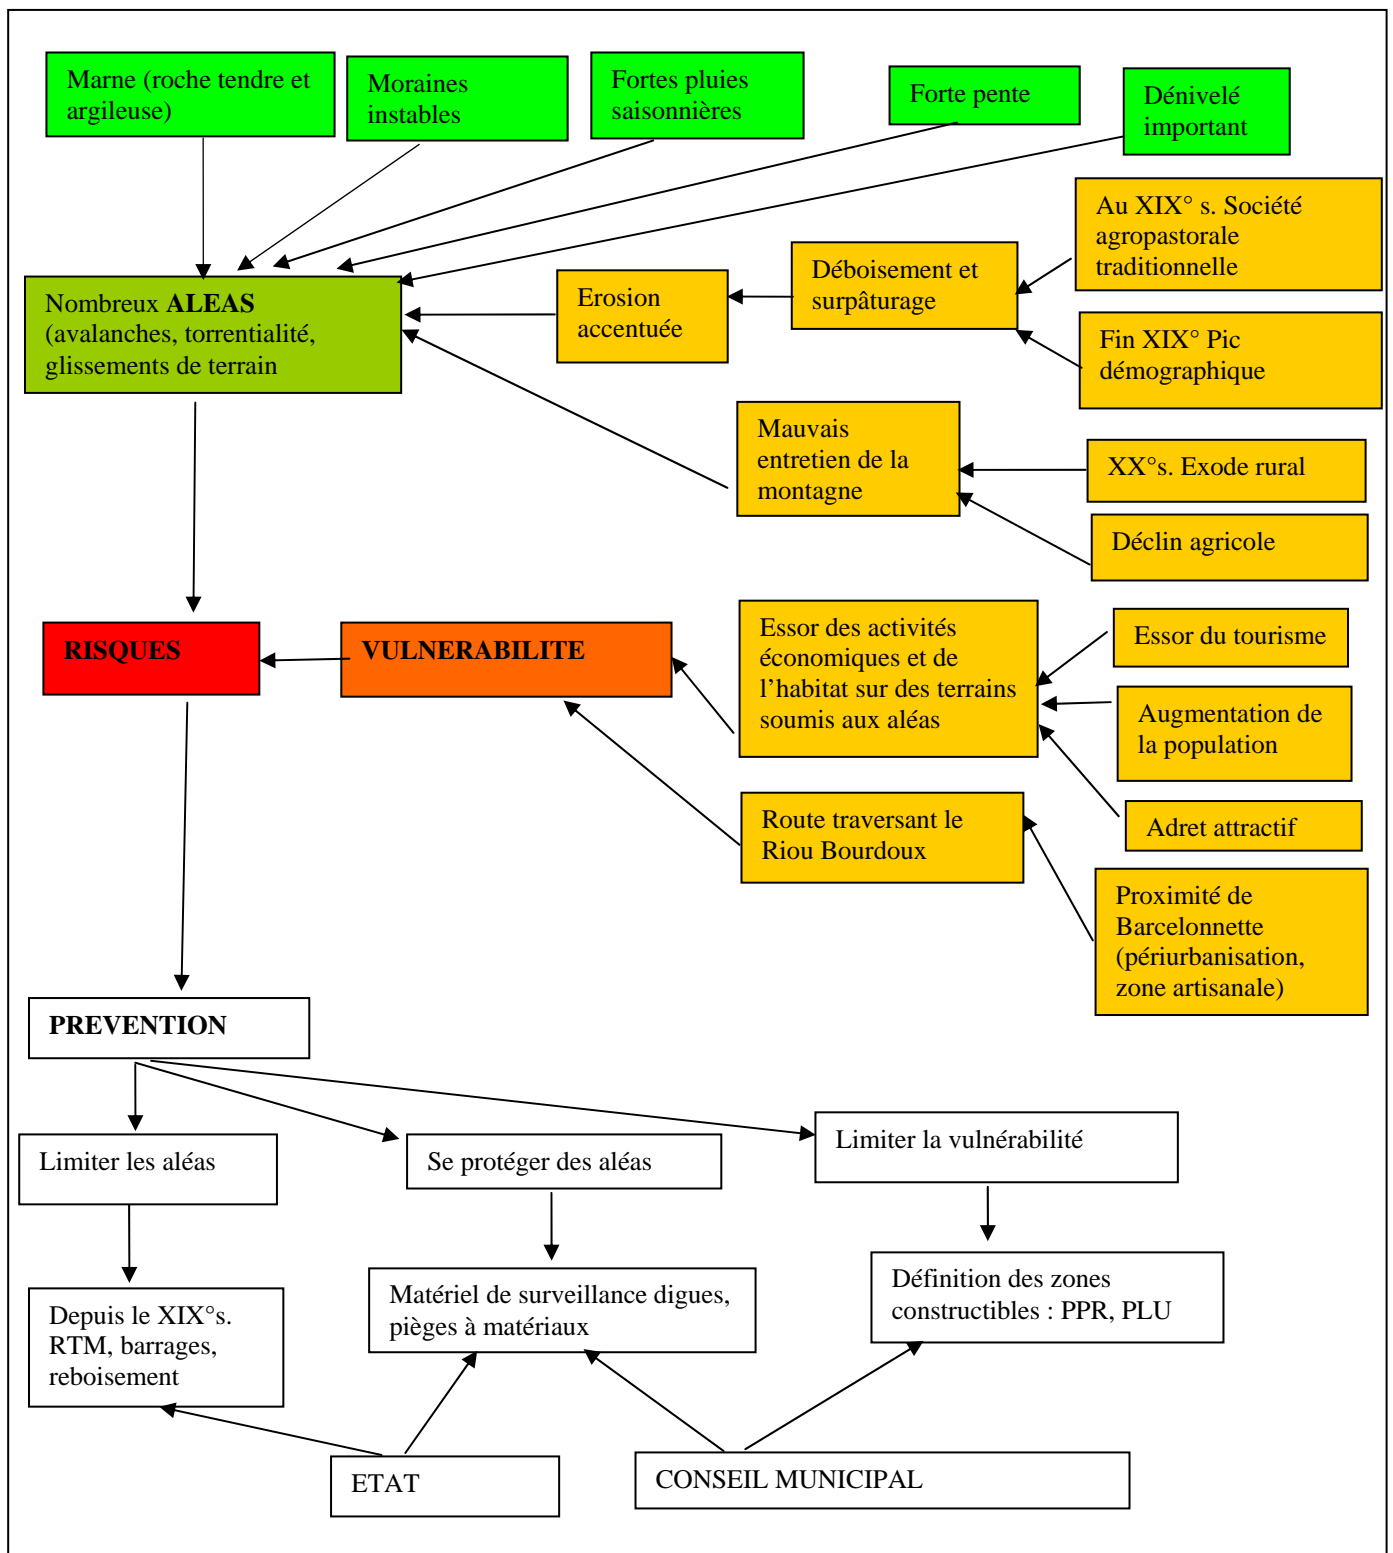 Marne (roche tendre et
argileuse)
Moraines
instables
Fortes pluies
saisonnières
Forte pente
Dénivelé
important
Au XIX° s. Société
agropastorale
traditionnelle
Déboisement et
surpâturage
Erosion
accentuée
Nombreux ALEAS
(avalanches, torrentialité,
glissements de terrain
Fin XIX° Pic
démographique
Mauvais
entretien de la
montagne
XX°s. Exode rural
Déclin agricole
RISQUES
VULNERABILITE
Essor des activités
économiques et de
l’habitat sur des terrains
soumis aux aléas
Essor du tourisme
Augmentation de
la population
Adret attractif
Route traversant le
Riou Bourdoux
Proximité de
Barcelonnette
(périurbanisation,
zone artisanale)
PREVENTION
Limiter les aléas
Se protéger des aléas
Limiter la vulnérabilité
Depuis le XIX°s.
RTM, barrages,
reboisement
Matériel de surveillance digues,
pièges à matériaux
Définition des zones
constructibles : PPR, PLU
ETAT
CONSEIL MUNICIPAL